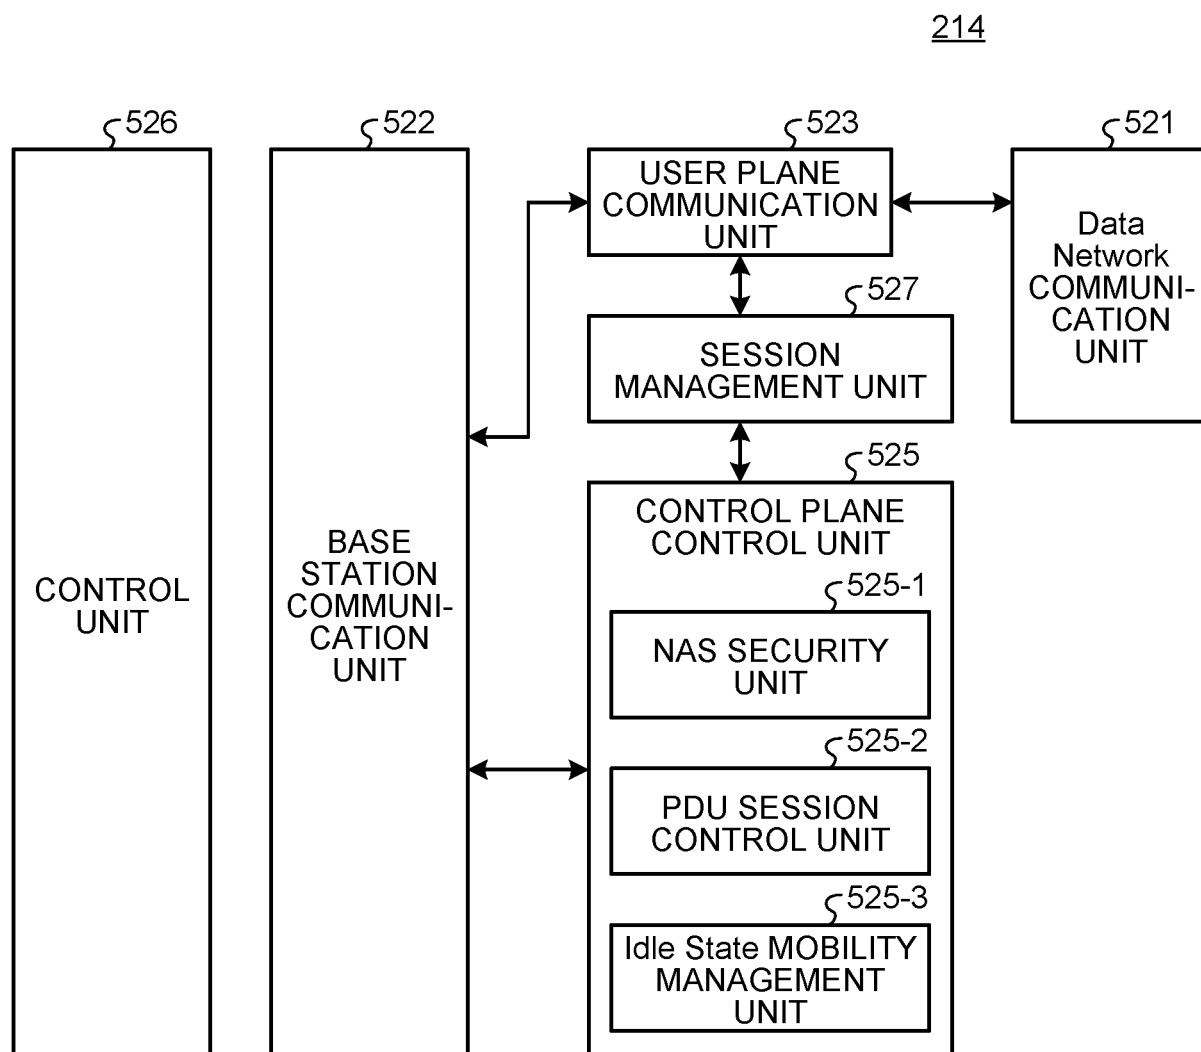 214
526
522
523
521
USER PLANE
COMMUNICATION
UNIT
Data
Network
COMMUNI-
CATION
UNIT
527
SESSION
MANAGEMENT UNIT
525
CONTROL PLANE
CONTROL UNIT
BASE
STATION
COMMUNI-
CATION
UNIT
CONTROL
UNIT
525-1
NAS SECURITY
UNIT
525-2
PDU SESSION
CONTROL UNIT
525-3
Idle State MOBILITY
MANAGEMENT
UNIT